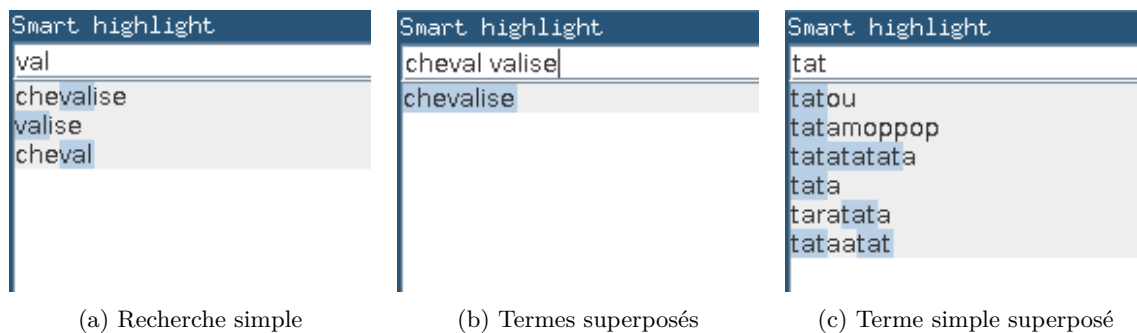 Smart highlight
val
chevalise
valise
cheval
(a) Recherche simple
Smart highlight
cheval valise
chevalise
(b) Termes superposés
Smart highlight
tat
tatou
tatamoppop
tatatatata
tata
taratata
tataatat
(c) Terme simple superposé